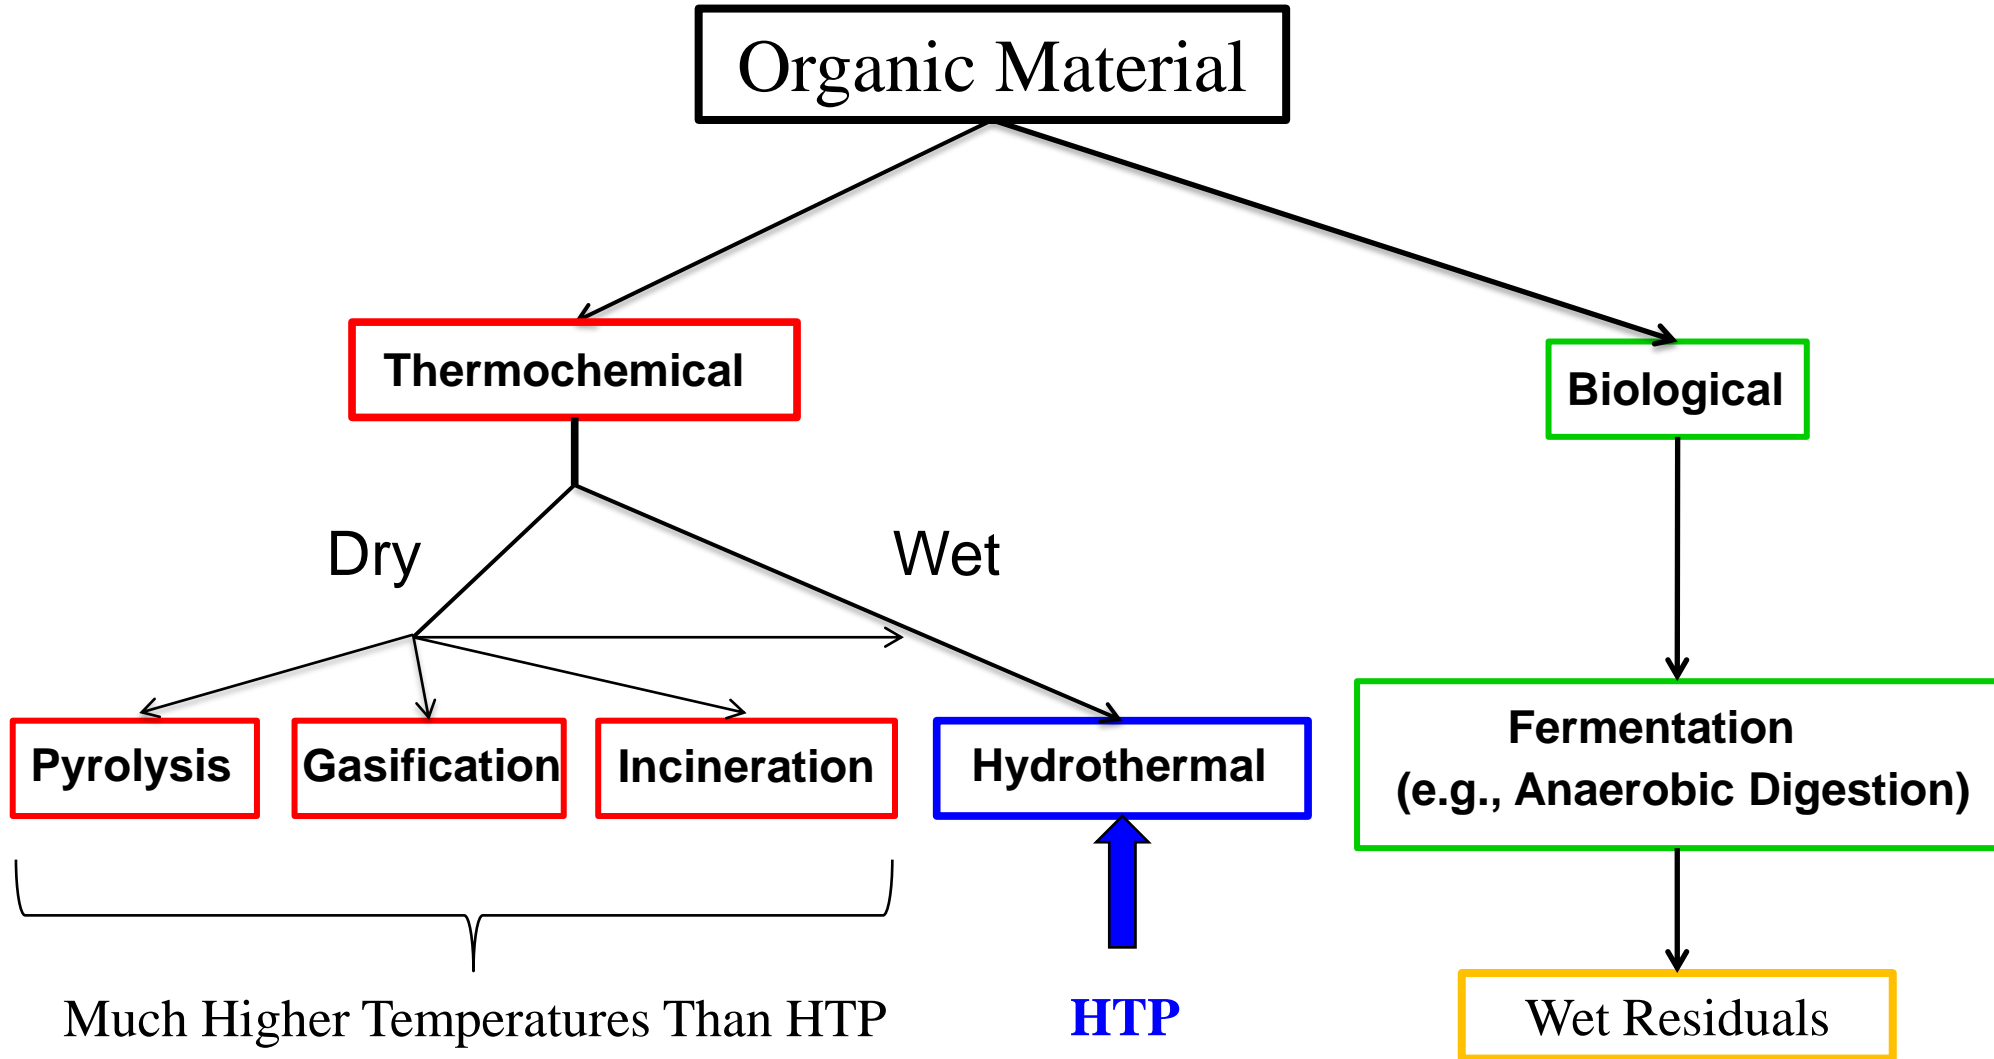 Organic Material
Thermochemical
Biological
Dry
Wet
Pyrolysis
Gasification
Incineration
Hydrothermal
Fermentation
(e.g., Anaerobic Digestion)
Much Higher Temperatures Than HTP
HTP
Wet Residuals